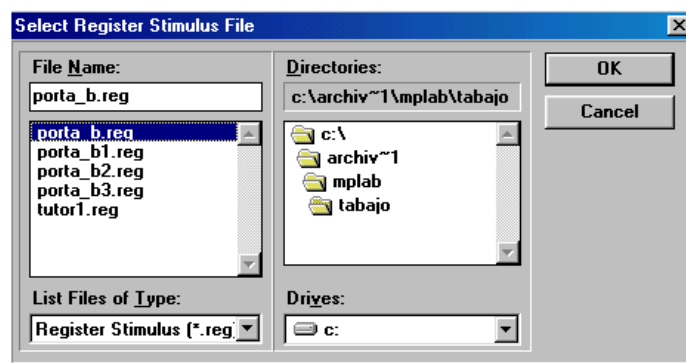 Select Register Stimulus File
File Name:
porta_b.reg
porta_b.reg
porta_b1.reg
porta_b2.reg
porta_b3.reg
tutor1.reg
List Files of Type:
Register Stimulus (*.reg)
Directories:
c:\archiv~1\mplab\tabajo
c:\
archiv~1
mplab
tabajo
Drives:
c:
OK
Cancel